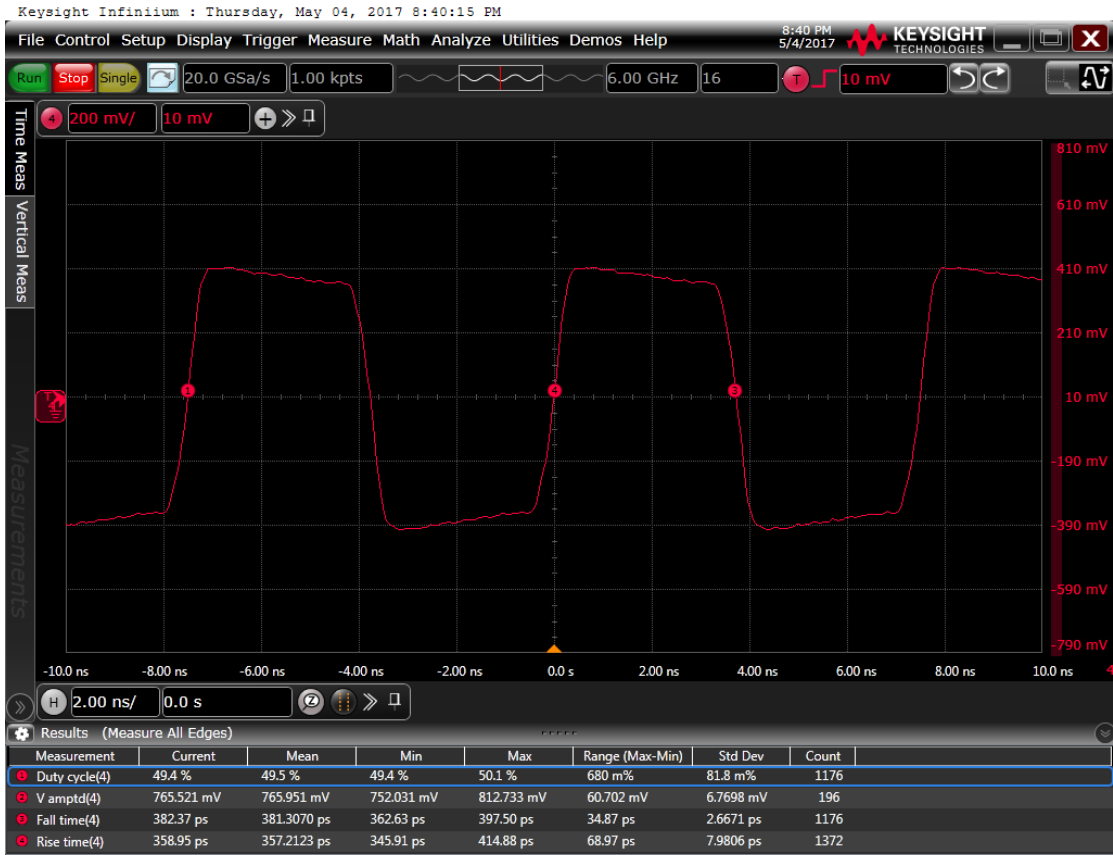 Keysight Infiniium : Thursday, May 04, 2017 8:40:15 PM
File Control Setup Display Trigger Measure Math Analyze Utilities Demos Help
8:40 PM
5/4/2017
KEYSIGHT
TECHNOLOGIES
X
Run Stop Single 20.0 GSa/s 1.00 kpts 6.00 GHz 16 T 10 mV
Time Meas
Vertical Meas
Measurements
4 200 mV/ 10 mV
810 mV
610 mV
410 mV
210 mV
10 mV
-190 mV
-390 mV
-590 mV
-790 mV
T
1
4
3
-10.0 ns -8.00 ns -6.00 ns -4.00 ns -2.00 ns 0.0 s 2.00 ns 4.00 ns 6.00 ns 8.00 ns 10.0 ns
H 2.00 ns/ 0.0 s Z
Results (Measure All Edges)
Measurement Current Mean Min Max Range (Max-Min) Std Dev Count
1 Duty cycle(4) 49.4 % 49.5 % 49.4 % 50.1 % 680 m% 81.8 m% 1176
2 V amptd(4) 765.521 mV 765.951 mV 752.031 mV 812.733 mV 60.702 mV 6.7698 mV 196
3 Fall time(4) 382.37 ps 381.3070 ps 362.63 ps 397.50 ps 34.87 ps 2.6671 ps 1176
4 Rise time(4) 358.95 ps 357.2123 ps 345.91 ps 414.88 ps 68.97 ps 7.9806 ps 1372